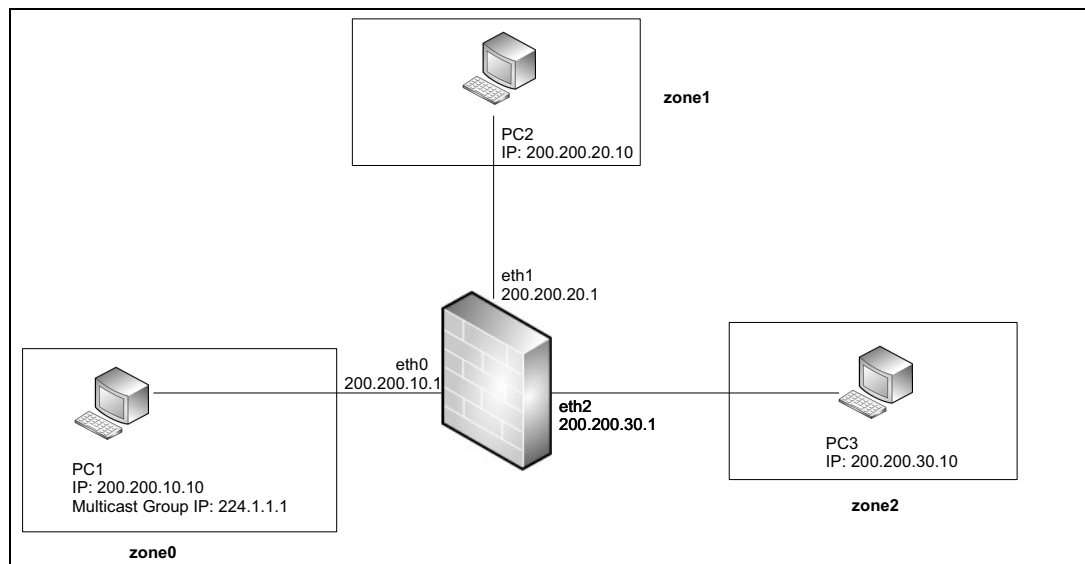 zone1
PC2
IP: 200.200.20.10
eth1
200.200.20.1
eth0
200.200.10.1
eth2
200.200.30.1
PC1
IP: 200.200.10.10
Multicast Group IP: 224.1.1.1
zone0
PC3
IP: 200.200.30.10
zone2